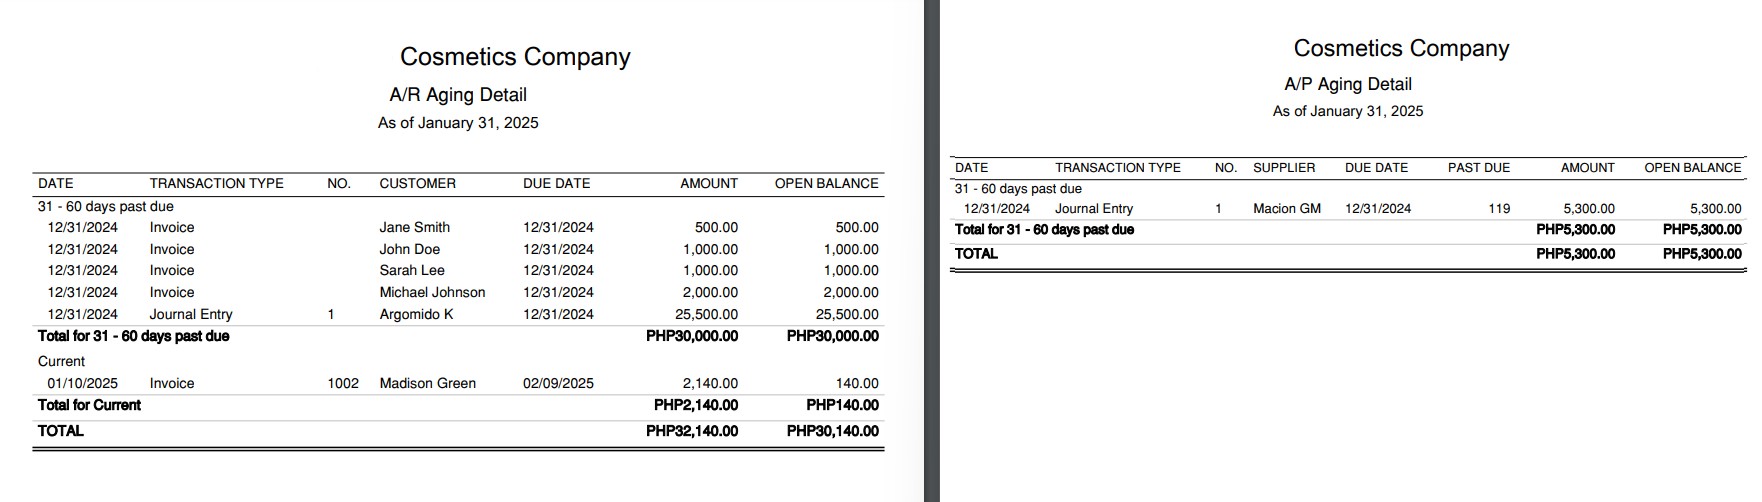 Cosmetics Company
A/R Aging Detail
As of January 31, 2025
DATE TRANSACTION TYPE NO. CUSTOMER DUE DATE AMOUNT OPEN BALANCE
31 - 60 days past due
12/31/2024 Invoice Jane Smith 12/31/2024 500.00 500.00
12/31/2024 Invoice John Doe 12/31/2024 1,000.00 1,000.00
12/31/2024 Invoice Sarah Lee 12/31/2024 1,000.00 1,000.00
12/31/2024 Invoice Michael Johnson 12/31/2024 2,000.00 2,000.00
12/31/2024 Journal Entry 1 Argomido K 12/31/2024 25,500.00 25,500.00
Total for 31 - 60 days past due PHP30,000.00 PHP30,000.00
Current
01/10/2025 Invoice 1002 Madison Green 02/09/2025 2,140.00 140.00
Total for Current PHP2,140.00 PHP140.00
TOTAL PHP32,140.00 PHP30,140.00
Cosmetics Company
A/P Aging Detail
As of January 31, 2025
DATE TRANSACTION TYPE NO. SUPPLIER DUE DATE PAST DUE AMOUNT OPEN BALANCE
31 - 60 days past due
12/31/2024 Journal Entry 1 Macion GM 12/31/2024 119 5,300.00 5,300.00
Total for 31 - 60 days past due PHP5,300.00 PHP5,300.00
TOTAL PHP5,300.00 PHP5,300.00